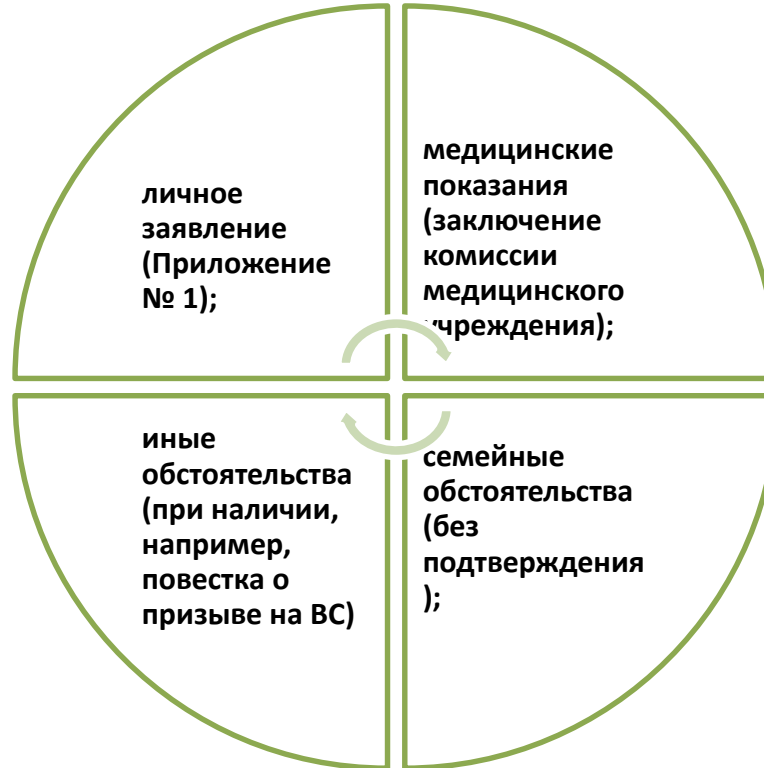 личное
заявление
(Приложение
№ 1);
медицинские
показания
(заключение
комиссии
медицинского
учреждения);
иные
обстоятельства
(при наличии,
например,
повестка о
призыве на ВС)
семейные
обстоятельства
(без
подтверждения
);